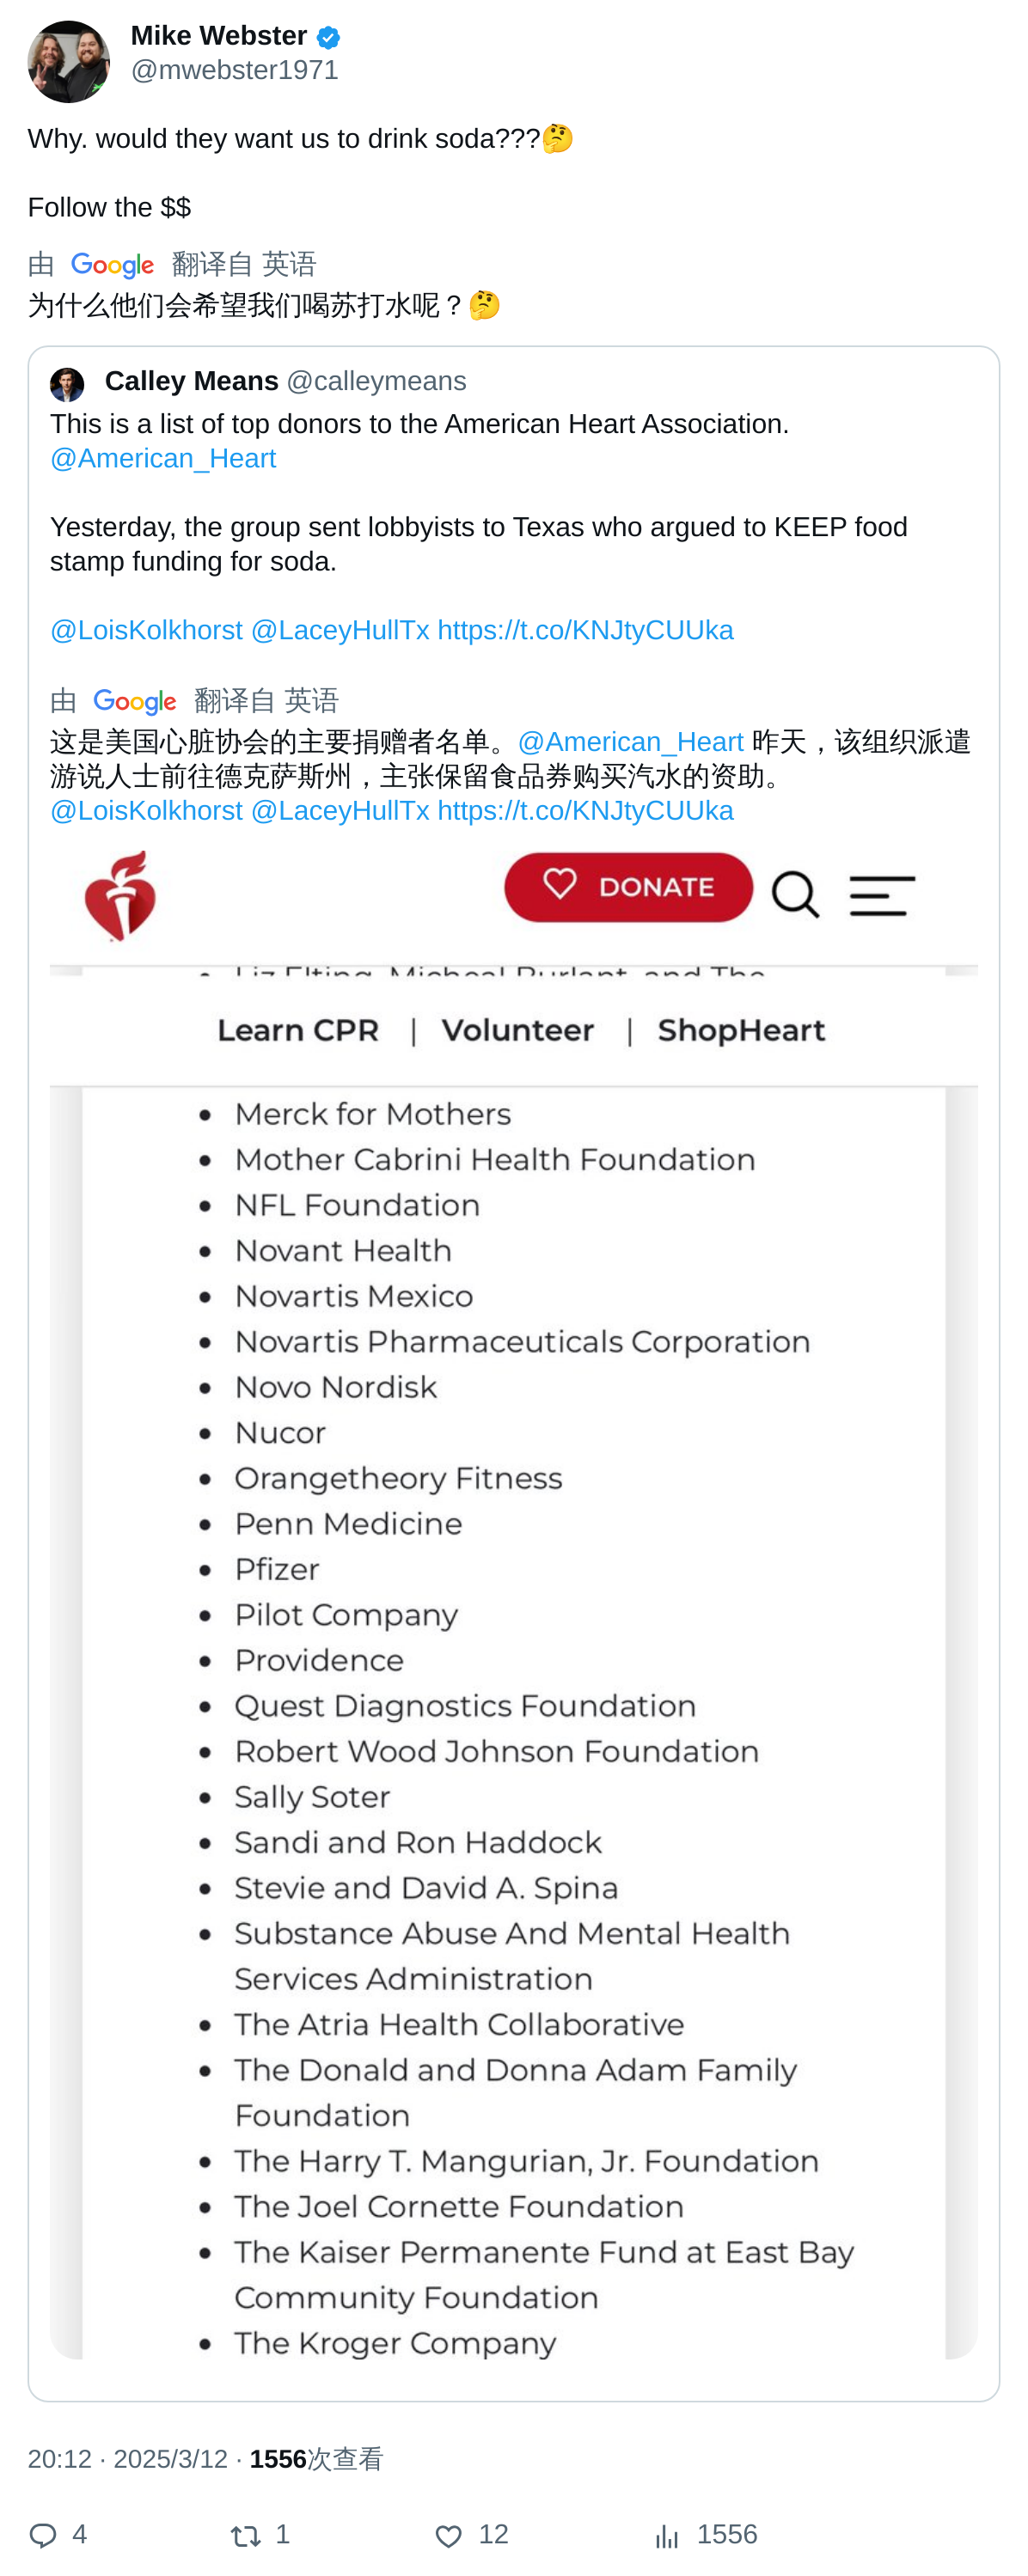 Mike Webster
@mwebster1971
Why. would they want us to drink soda???🤔
Follow the $$
由 Google 翻译自 英语
为什么他们会希望我们喝苏打水呢？🤔
Calley Means @calleymeans
This is a list of top donors to the American Heart Association.
@American_Heart
Yesterday, the group sent lobbyists to Texas who argued to KEEP food
stamp funding for soda.
@LoisKolkhorst @LaceyHullTx https://t.co/KNJtyCUUka
由 Google 翻译自 英语
这是美国心脏协会的主要捐赠者名单。@American_Heart 昨天，该组织派遣
游说人士前往德克萨斯州，主张保留食品券购买汽水的资助。
@LoisKolkhorst @LaceyHullTx https://t.co/KNJtyCUUka
DONATE
Liz Elting, Micheal Burlant, and The
Learn CPR | Volunteer | ShopHeart
• Merck for Mothers
• Mother Cabrini Health Foundation
• NFL Foundation
• Novant Health
• Novartis Mexico
• Novartis Pharmaceuticals Corporation
• Novo Nordisk
• Nucor
• Orangetheory Fitness
• Penn Medicine
• Pfizer
• Pilot Company
• Providence
• Quest Diagnostics Foundation
• Robert Wood Johnson Foundation
• Sally Soter
• Sandi and Ron Haddock
• Stevie and David A. Spina
• Substance Abuse And Mental Health
Services Administration
• The Atria Health Collaborative
• The Donald and Donna Adam Family
Foundation
• The Harry T. Mangurian, Jr. Foundation
• The Joel Cornette Foundation
• The Kaiser Permanente Fund at East Bay
Community Foundation
• The Kroger Company
20:12 · 2025/3/12 · 1556次查看
4 1 12 1556